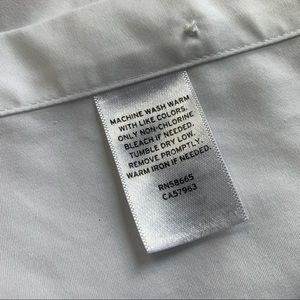 MACHINE WASH WARM
WITH LIKE COLORS.
ONLY NON-CHLORINE
BLEACH IF NEEDED.
TUMBLE DRY LOW.
REMOVE PROMPTLY.
WARM IRON IF NEEDED.
RN58665
CA57963